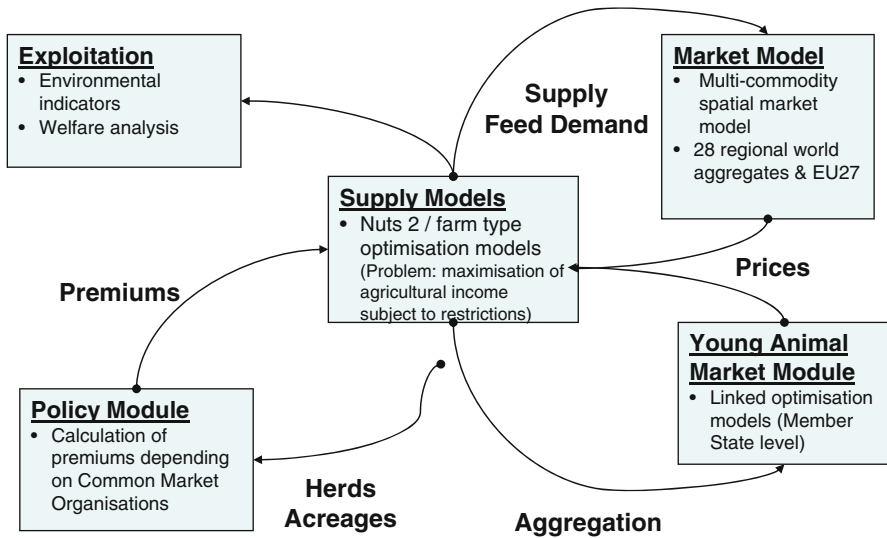 Exploitation
• Environmental
indicators
• Welfare analysis
Supply
Feed Demand
Market Model
• Multi-commodity
spatial market
model
• 28 regional world
aggregates & EU27
Supply Models
• Nuts 2 / farm type
optimisation models
(Problem: maximisation of
agricultural income
subject to restrictions)
Premiums
Prices
Policy Module
• Calculation of
premiums depending
on Common Market
Organisations
Young Animal
Market Module
• Linked optimisation
models (Member
State level)
Herds
Acreages
Aggregation